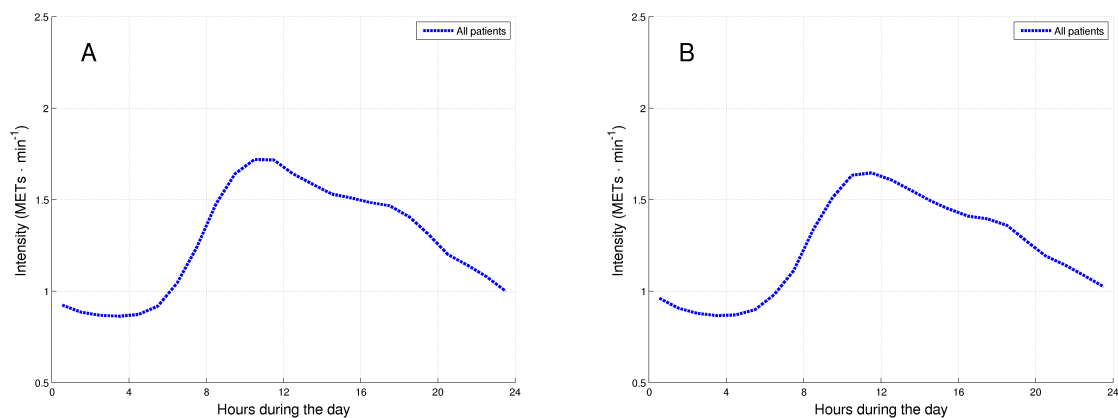 A
All patients
2.5
2
1.5
1
0.5
Intensity (METs · min⁻¹)
0 4 8 12 16 20 24
Hours during the day
B
All patients
2.5
2
1.5
1
0.5
Intensity (METs · min⁻¹)
0 4 8 12 16 20 24
Hours during the day